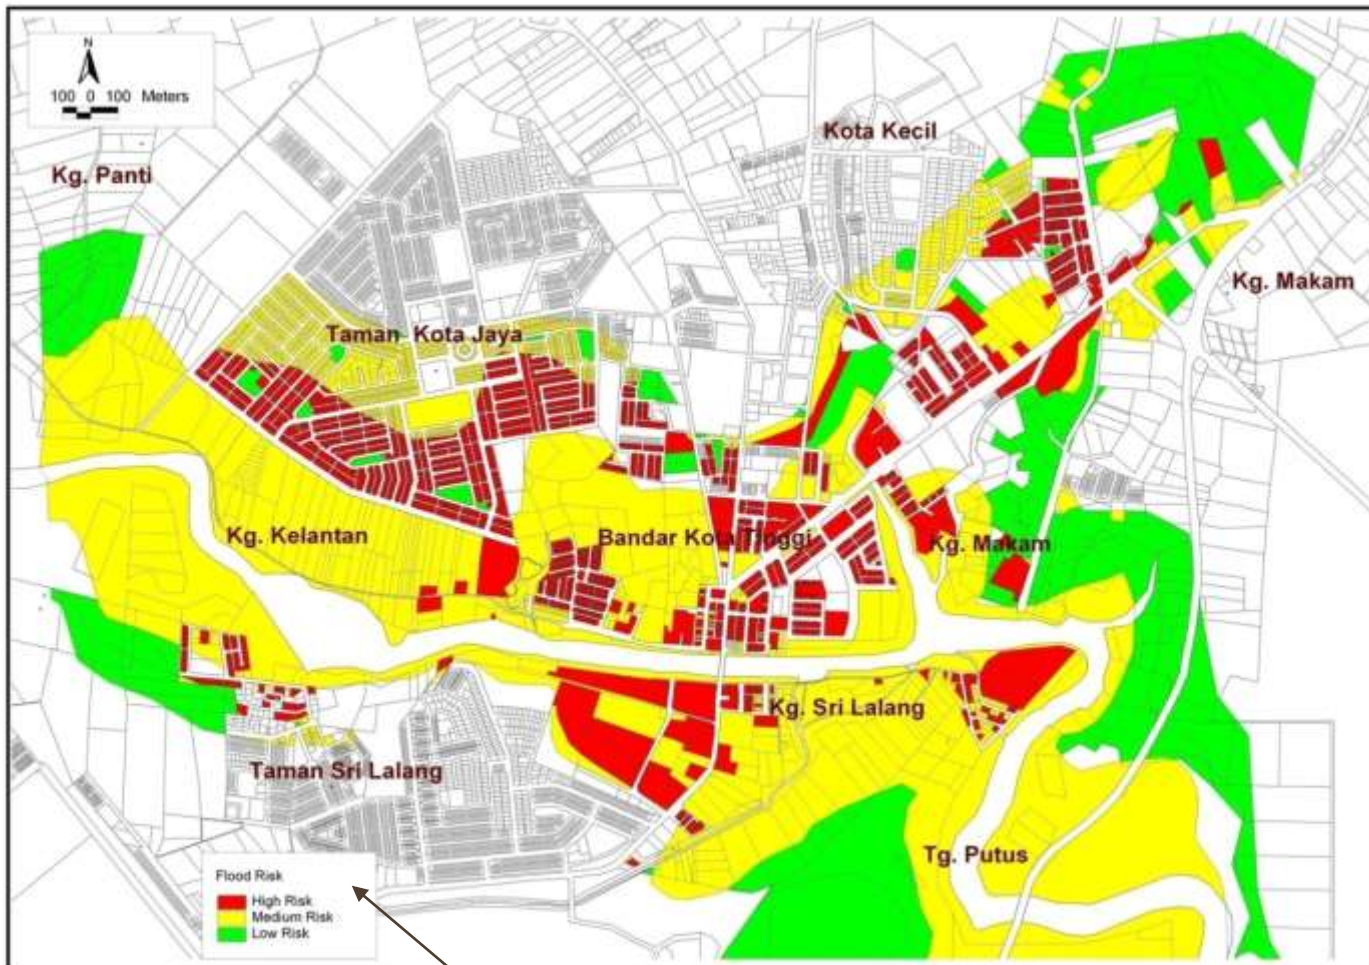 N
100 0 100 Meters
Kota Kecil
Kg. Panti
Kg. Makam
Taman Kota Jaya
Kg. Kelantan
Bandar Kota Tinggi
Kg. Makam
Kg. Sri Lalang
Taman Sri Lalang
Tg. Putus
Flood Risk
High Risk
Medium Risk
Low Risk